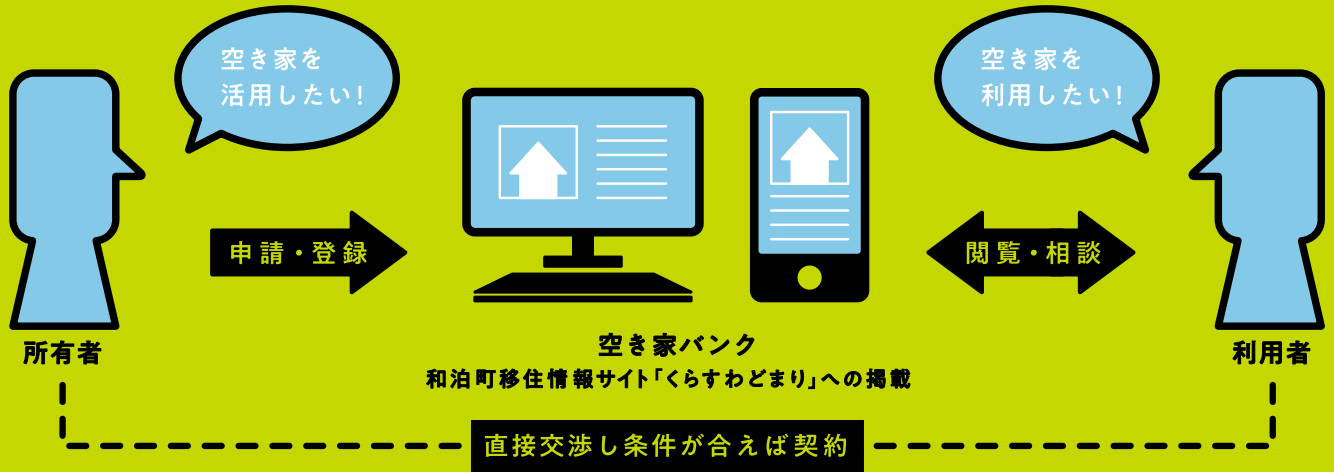 空き家を
活用したい!
空き家を
利用したい!
申請・登録
閲覧・相談
所有者
空き家バンク
和泊町移住情報サイト「くらすわどまり」への掲載
利用者
直接交渉し条件が合えば契約